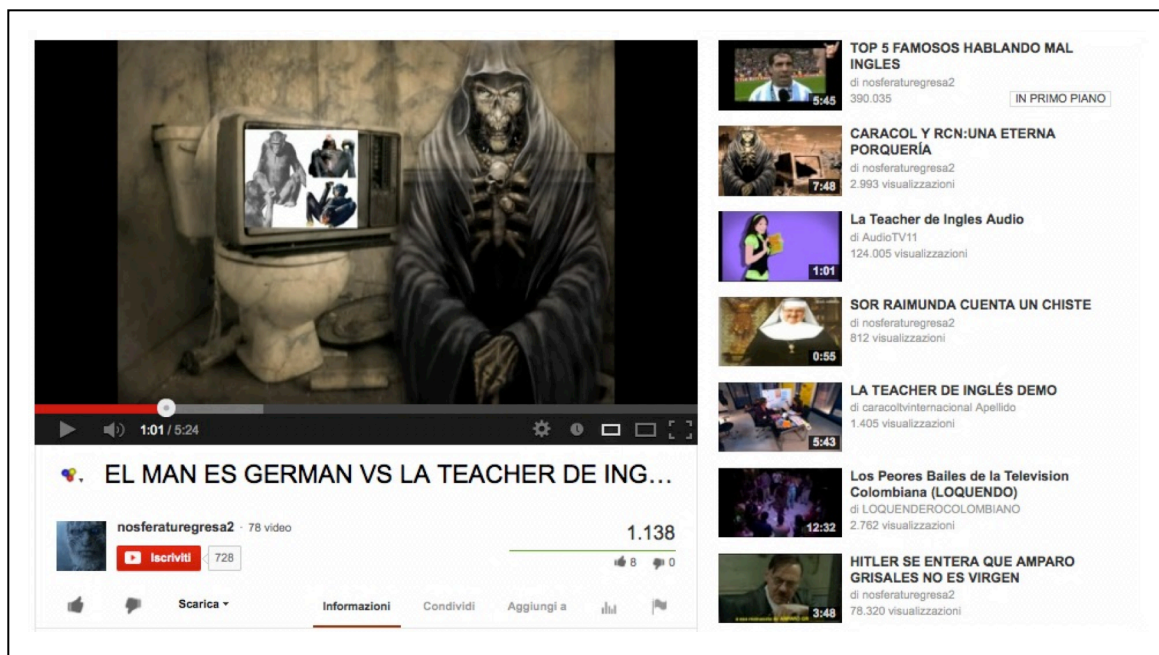 1:01 / 5:24
EL MAN ES GERMAN VS LA TEACHER DE ING...
nosferaturegresa2 · 78 video
1.138
Iscriviti
728
8
0
Scarica
Informazioni
Condividi
Aggiungi a
TOP 5 FAMOSOS HABLANDO MAL
INGLES
di nosferaturegresa2
390.035
IN PRIMO PIANO
5:45
CARACOL Y RCN:UNA ETERNA
PORQUERÍA
di nosferaturegresa2
2.993 visualizzazioni
7:48
La Teacher de Ingles Audio
di AudioTV11
124.005 visualizzazioni
1:01
SOR RAIMUNDA CUENTA UN CHISTE
di nosferaturegresa2
812 visualizzazioni
0:55
LA TEACHER DE INGLÉS DEMO
di caracoltvinternacional Apellido
1.405 visualizzazioni
5:43
Los Peores Bailes de la Television
Colombiana (LOQUENDO)
di LOQUENDEROCOLOMBIANO
2.762 visualizzazioni
12:32
HITLER SE ENTERA QUE AMPARO
GRISALES NO ES VIRGEN
di nosferaturegresa2
78.320 visualizzazioni
3:48